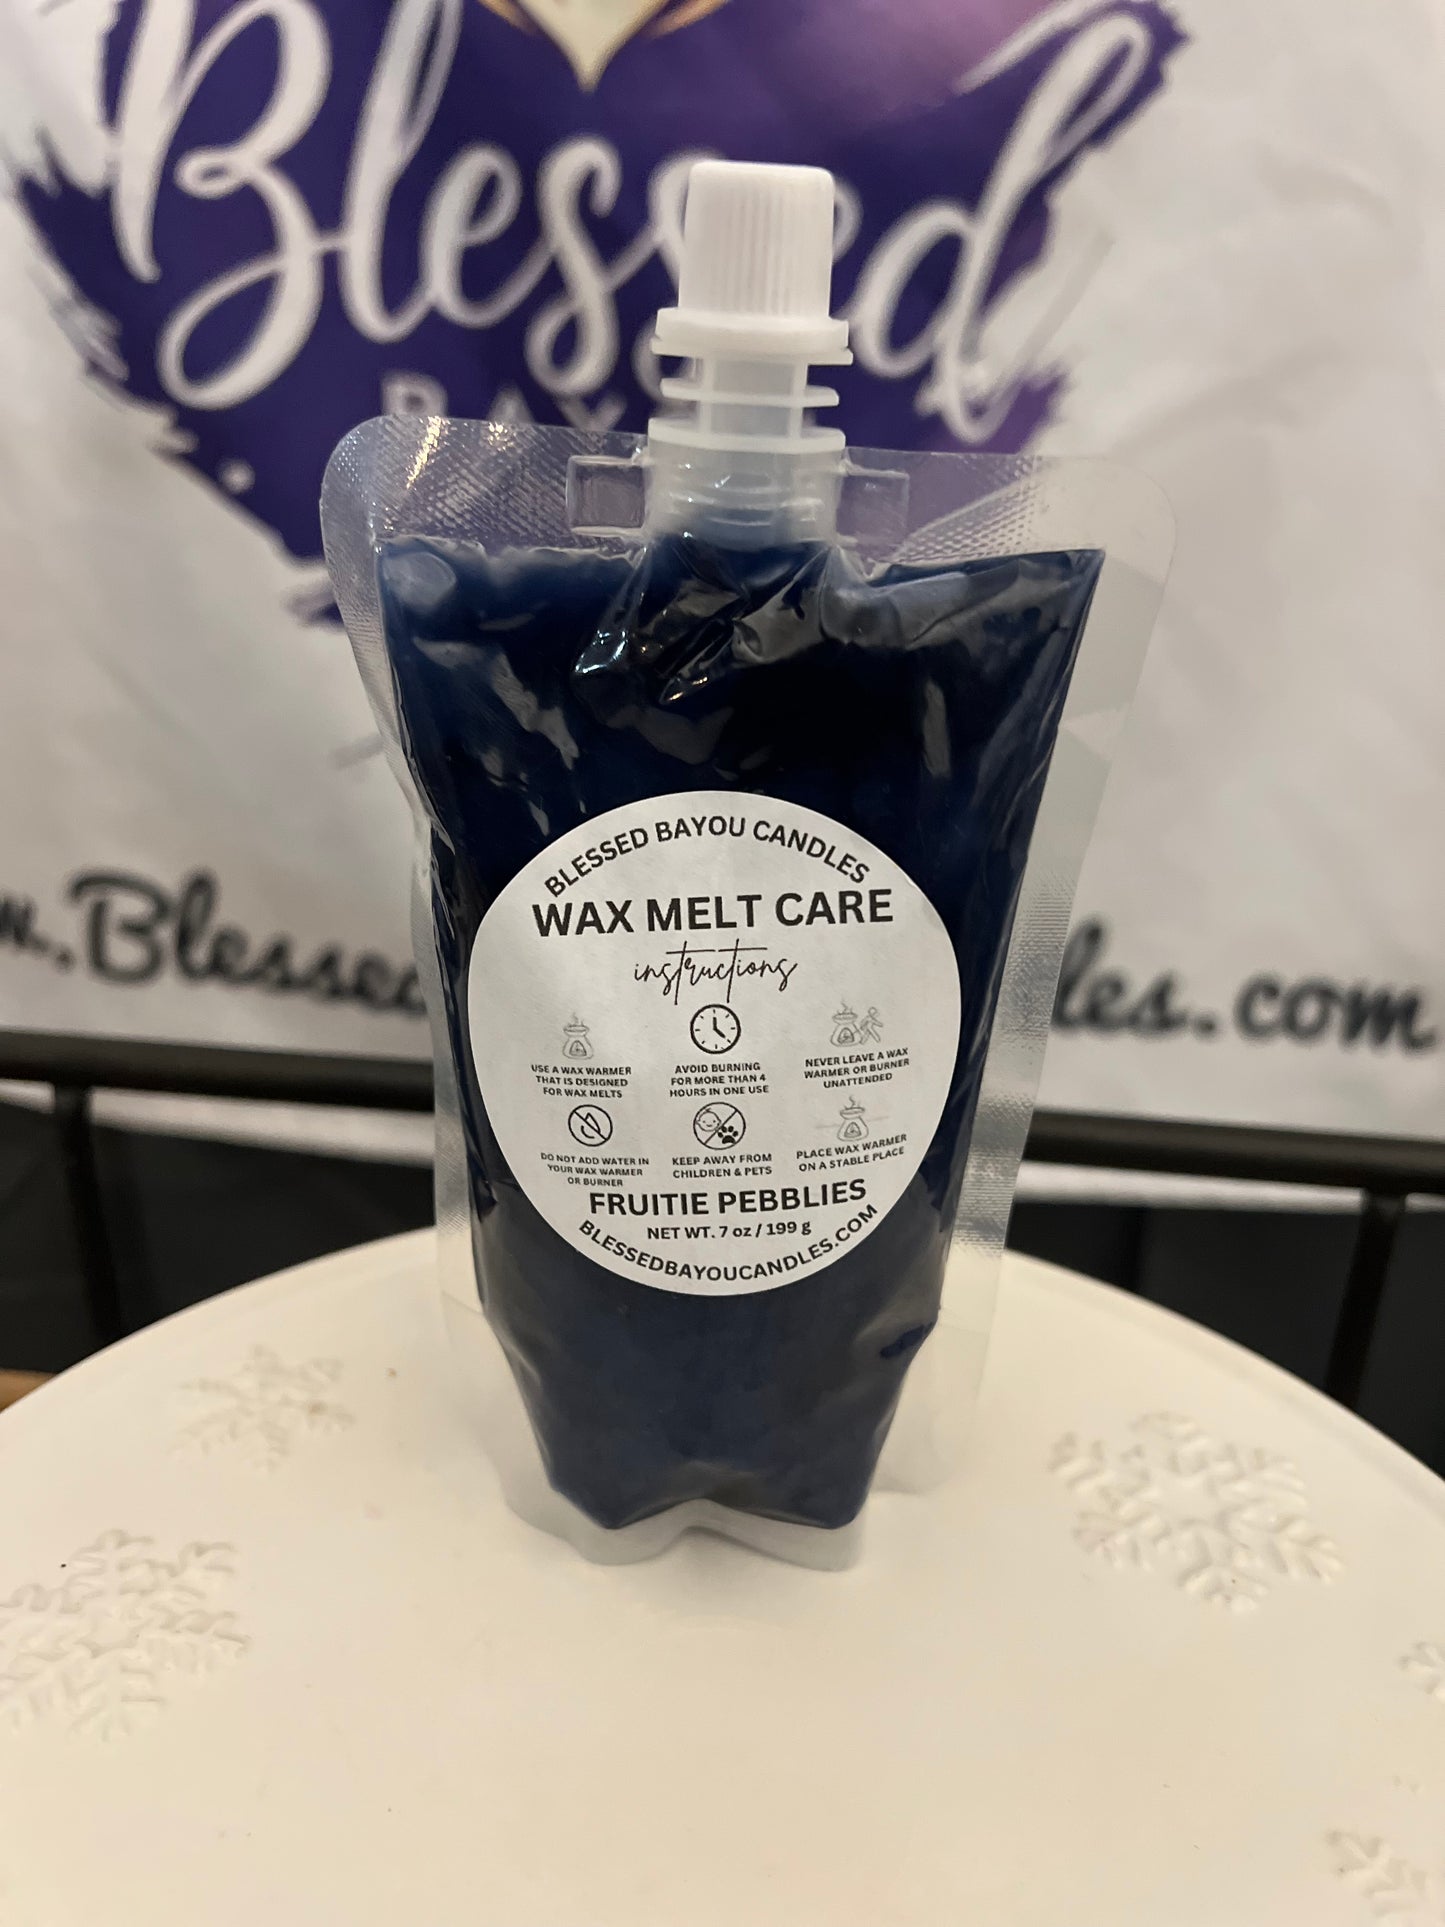 Blessed
BAY
w.Blessed
les.com
BLESSED BAYOU CANDLES
WAX MELT CARE
instructions
USE A WAX WARMER
THAT IS DESIGNED
FOR WAX MELTS
AVOID BURNING
FOR MORE THAN 4
HOURS IN ONE USE
NEVER LEAVE A WAX
WARMER OR BURNER
UNATTENDED
DO NOT ADD WATER IN
YOUR WAX WARMER
OR BURNER
KEEP AWAY FROM
CHILDREN & PETS
PLACE WAX WARMER
ON A STABLE PLACE
FRUITIE PEBBLIES
NET WT. 7 oz / 199 g
BLESSEDBAYOUCANDLES.COM